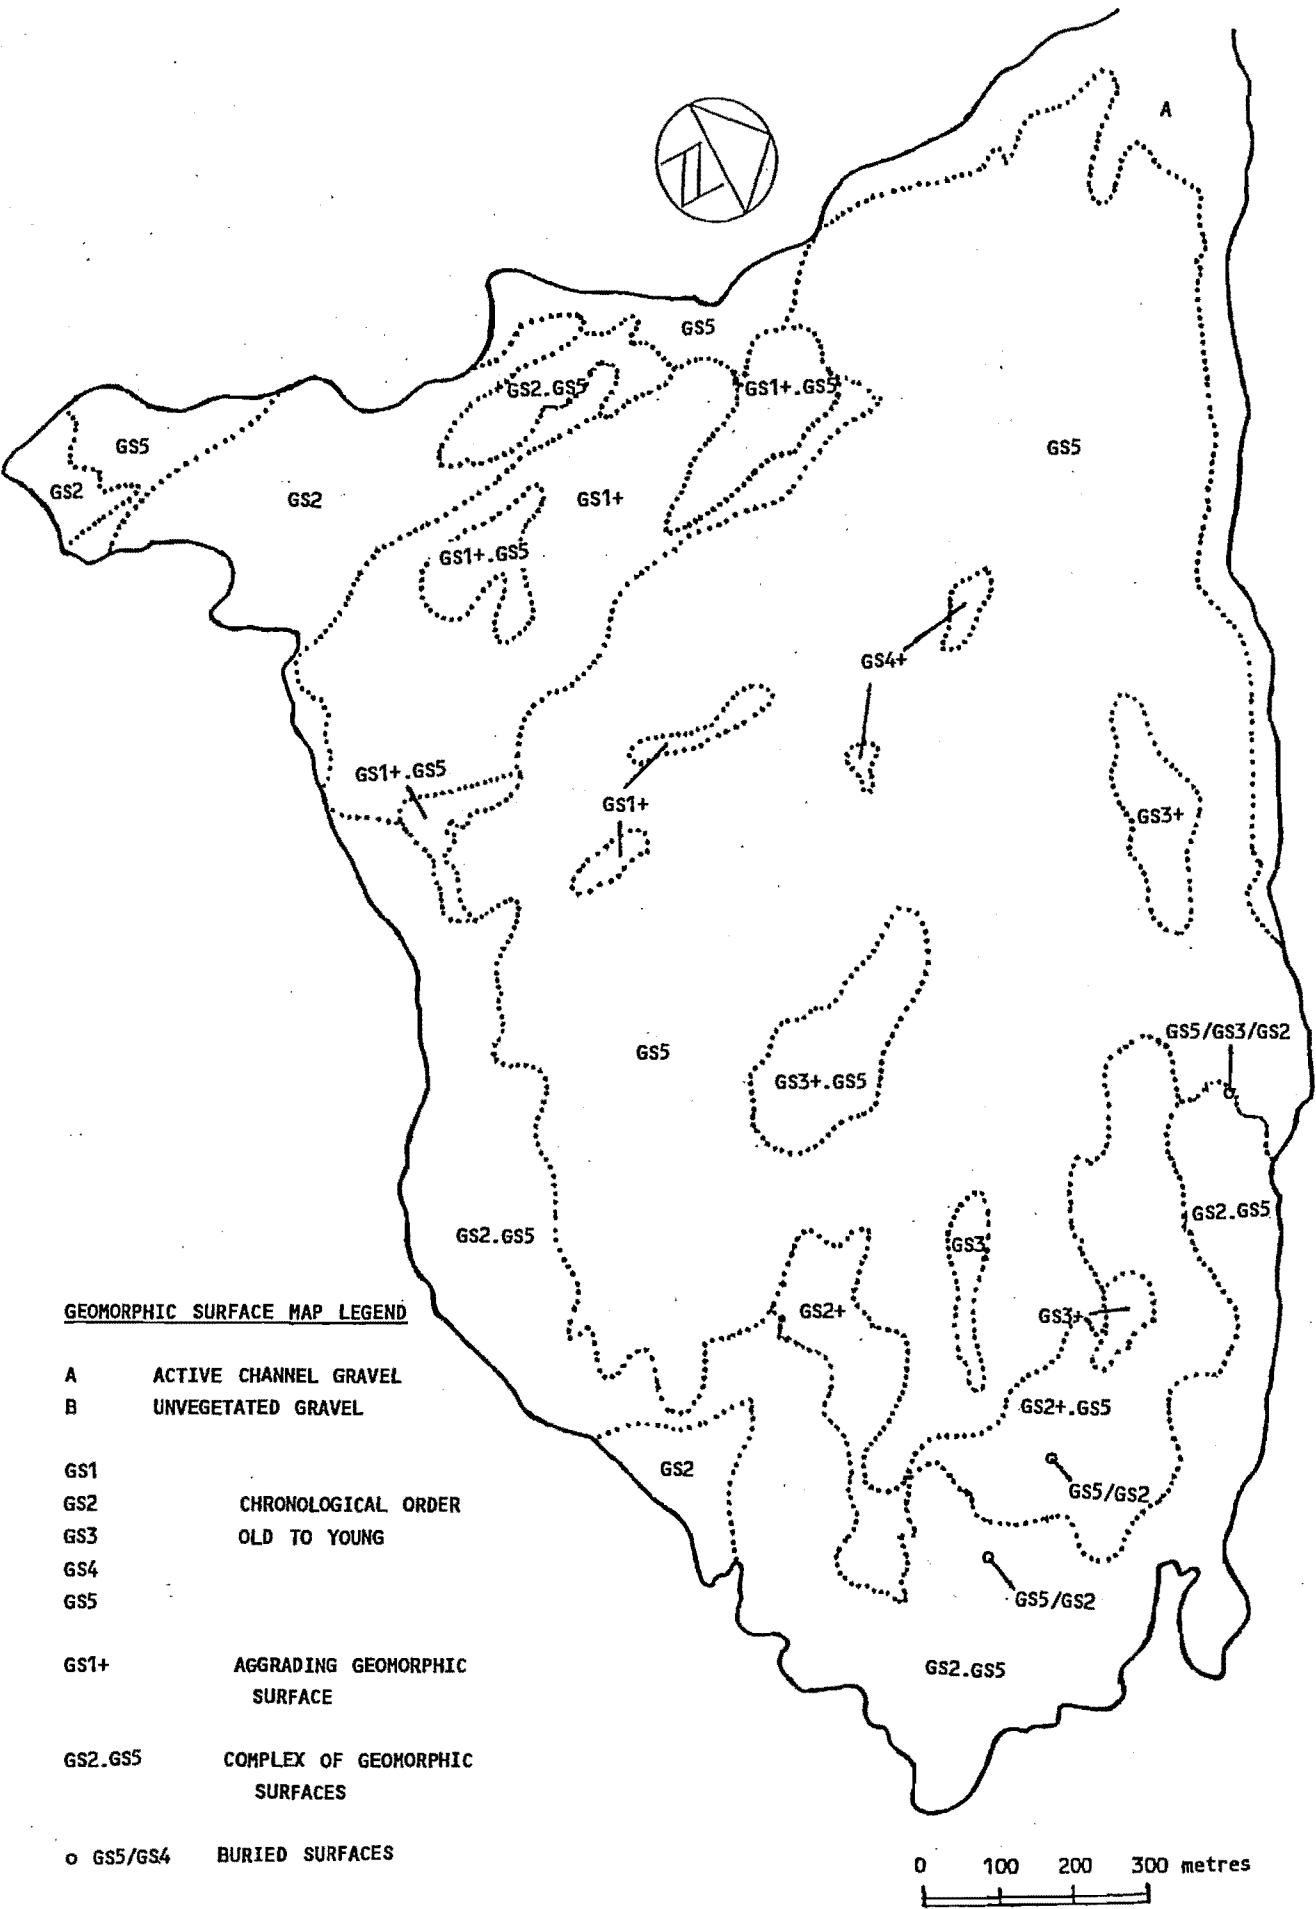 A
GS5
GS2.GS5
GS1+.GS5
GS5
GS5
GS2
GS2
GS1+
GS1+.GS5
GS4+
GS1+.GS5
GS1+
GS3+
GS5/GS3/GS2
GS5
GS3+.GS5
GS2.GS5
GS2.GS5
GS3
GS2+
GS3+
GS2+.GS5
GS2
GS5/GS2
GS5/GS2
GS2.GS5
GEOMORPHIC SURFACE MAP LEGEND
A ACTIVE CHANNEL GRAVEL
B UNVEGETATED GRAVEL
GS1
GS2 CHRONOLOGICAL ORDER
GS3 OLD TO YOUNG
GS4
GS5
GS1+ AGGRADING GEOMORPHIC
SURFACE
GS2.GS5 COMPLEX OF GEOMORPHIC
SURFACES
o GS5/GS4 BURIED SURFACES
0 100 200 300 metres